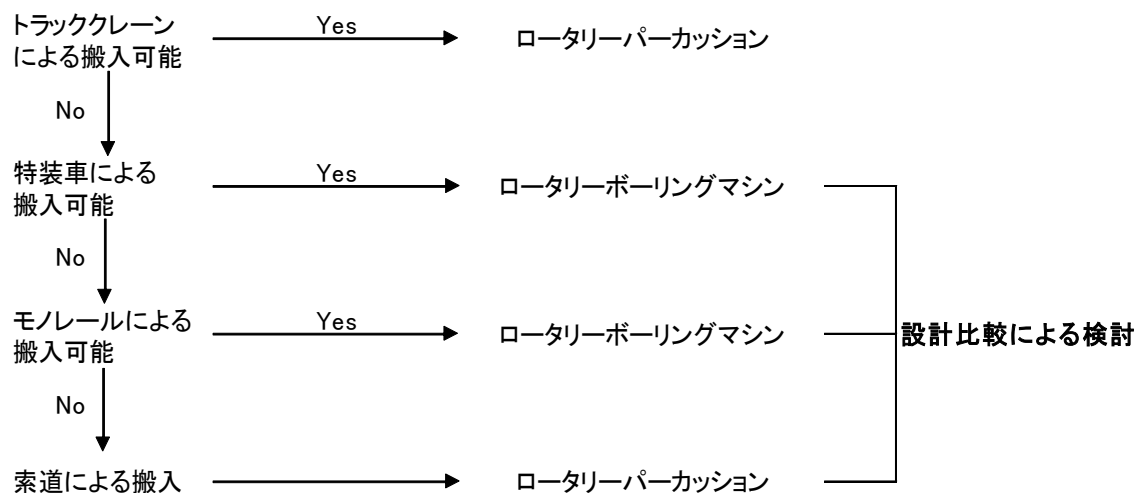 トラッククレーン
による搬入可能
Yes
ロータリーパーカッション
No
特装車による
搬入可能
Yes
ロータリーボーリングマシン
No
モノレールによる
搬入可能
Yes
ロータリーボーリングマシン
設計比較による検討
No
索道による搬入
ロータリーパーカッション